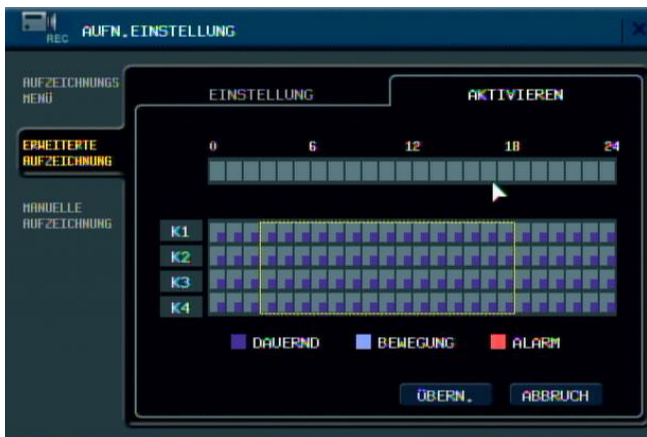 REC AUFN.EINSTELLUNG
AUFZEICHNUNGS
MENÜ
EINSTELLUNG
AKTIVIEREN
ERWEITERTE
AUFZEICHNUNG
MANUELLE
AUFZEICHNUNG
0 6 12 18 24
K1
K2
K3
K4
DAUERND BEWEGUNG ALARM
ÜBERN. ABBRUCH